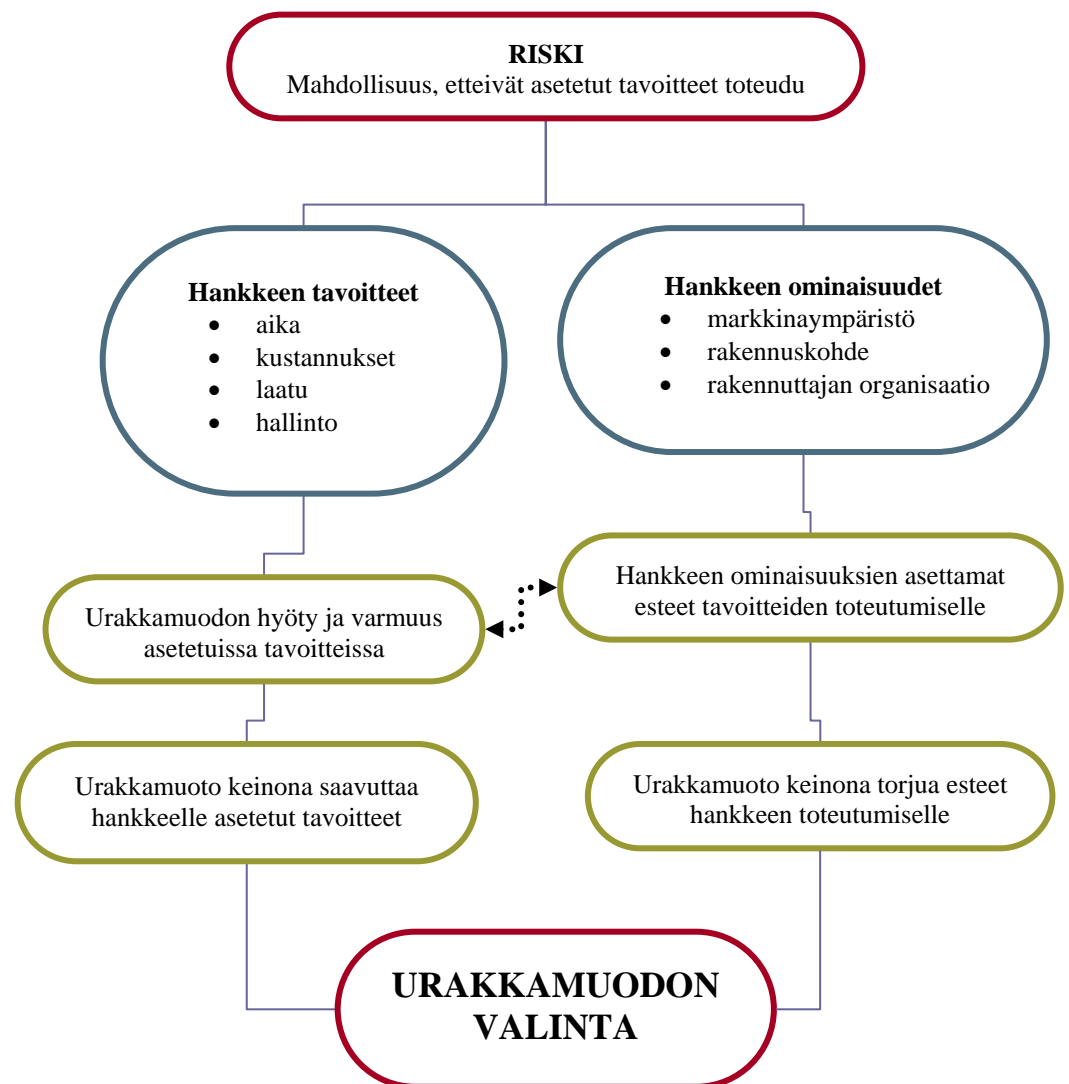 RISKI
Mahdollisuus, etteivät asetetut tavoitteet toteudu
Hankkeen tavoitteet
• aika
• kustannukset
• laatu
• hallinto
Hankkeen ominaisuudet
• markkinaympäristö
• rakennuskohde
• rakennuttajan organisaatio
Urakkamuodon hyöty ja varmuus
asetetuissa tavoitteissa
Hankkeen ominaisuuksien asettamat
esteet tavoitteiden toteutumiselle
Urakkamuoto keinona saavuttaa
hankkeelle asetetut tavoitteet
Urakkamuoto keinona torjua esteet
hankkeen toteutumiselle
URAKKAMUODON
VALINTA